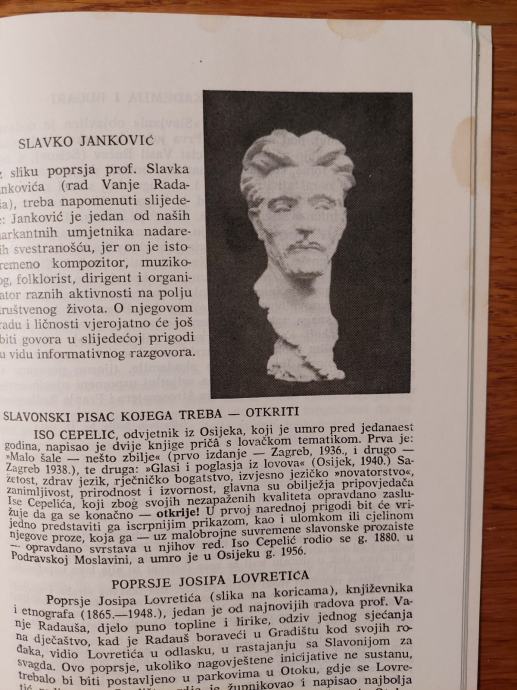 SLAVKO JANKOVIĆ
sliku poprsja prof. Slavka
nkovića (rad Vanje Rada-
treba napomenuti slijede-
Janković je jedan od naših
arkantnih umjetnika nadare-
ih svestranošću, jer on je isto-
remeno kompozitor, muziko-
og, folklorist, dirigent i organi-
ator raznih aktivnosti na polju
ruštvenog života. O njegovom
radu i ličnosti vjerojatno će još
biti govora u slijedećoj prigodi
u vidu informativnog razgovora.
SLAVONSKI PISAC KOJEGA TREBA — OTKRITI
ISO CEPELIĆ, odvjetnik iz Osijeka, koji je umro pred jedanaest
godina, napisao je dvije knjige pričâ s lovačkom tematikom. Prva je:
»Malo šale — nešto zbilje« (prvo izdanje — Zagreb, 1936., i drugo —
Zagreb 1938.), te druga: »Glasi i poglasja iz lovova« (Osijek, 1940.) Sa-
žetost, zdrav jezik, rječničko bogatstvo, izvjesno jezičko »novatorstvo«,
zanimljivost, prirodnost i izvornost, glavna su obilježja pripovjedača
Ise Cepelića, koji zbog svojih nezapaženih kvaliteta opravdano zaslu-
žuje da ga se konačno — otkrije! U prvoj narednoj prigodi bit će vri-
jedno predstaviti ga iscrpnijim prikazom, kao i ulomkom ili cjelinom
njegove proze, koja ga — uz malobrojne suvremene slavonske prozaiste
— opravdano svrstava u njihov red. Iso Cepelić rodio se g. 1880. u
Podravskoj Moslavini, a umro je u Osijeku g. 1956.
POPRSJE JOSIPA LOVRETIĆA
Poprsje Josipa Lovretića (slika na koricama), književnika
i etnografa (1865.—1948.), jedan je od najnovijih radova prof. Va-
nje Radauša, djelo puno topline i lirike, odziv jednog sjećanja
na dječaštvo, kad je Radauš boraveći u Gradištu kod svojih ro-
đaka, vidio Lovretića u odlasku, u rastajanju sa Slavonijom za
svagda. Ovo poprsje, ukoliko nagovještene inicijative ne sustanu,
trebalo bi biti postavljeno u parkovima u Otoku, gdje se Lovre-
je župnikovao i napisao najbolja